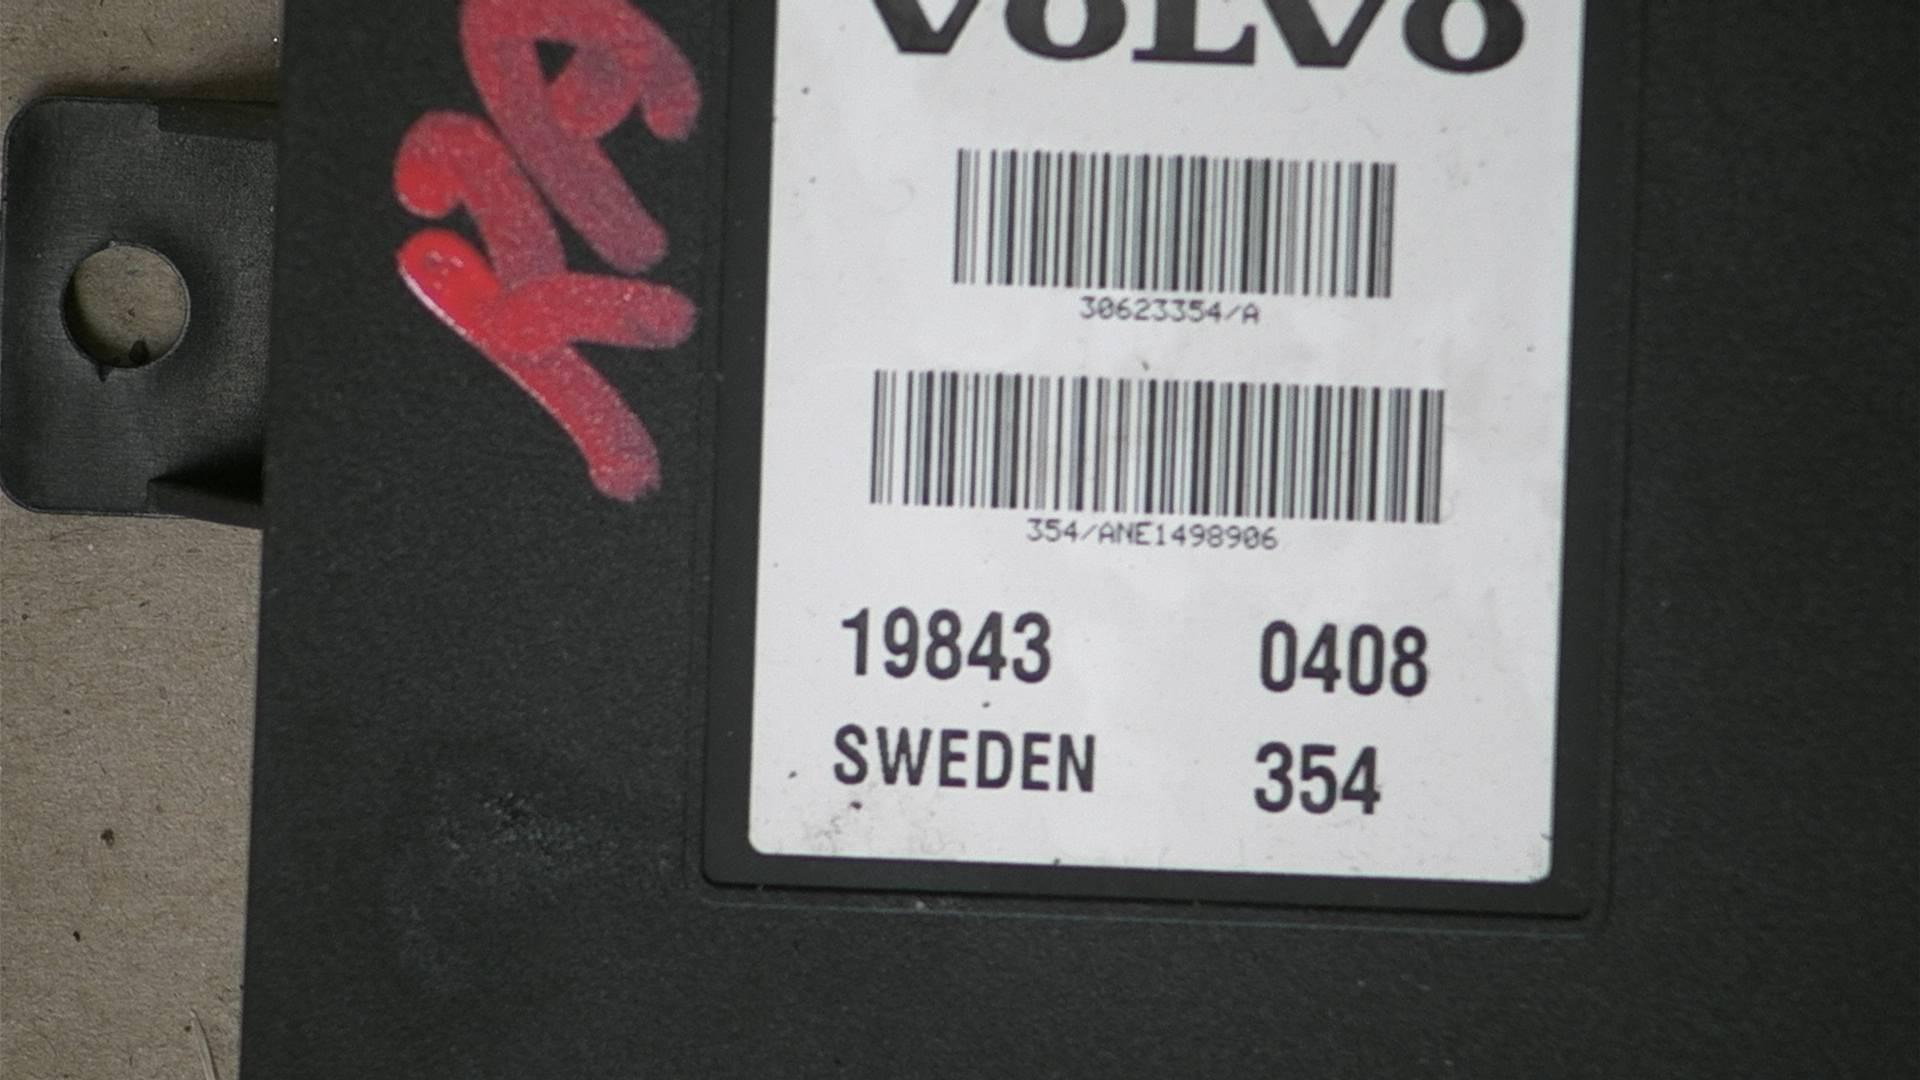 VOLVO
30623354/A
354/ANE1498906
19843 0408
SWEDEN 354